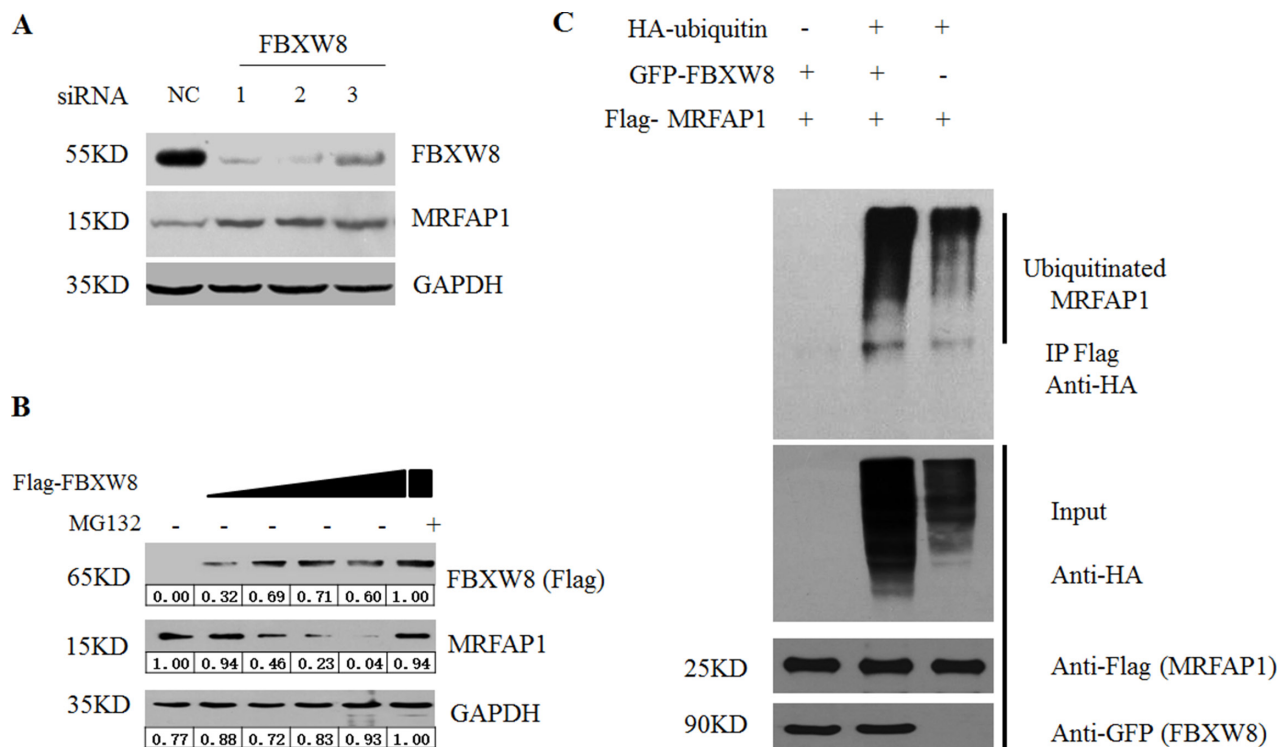 A
FBXW8
siRNA NC 1 2 3
55KD FBXW8
15KD MRFAP1
35KD GAPDH
B
Flag-FBXW8
MG132 - - - - - +
65KD FBXW8 (Flag)
0.00 0.32 0.69 0.71 0.60 1.00
15KD MRFAP1
1.00 0.94 0.46 0.23 0.04 0.94
35KD GAPDH
0.77 0.88 0.72 0.83 0.93 1.00
C
HA-ubiquitin - + +
GFP-FBXW8 + + -
Flag- MRFAP1 + + +
Ubiquitinated
MRFAP1
IP Flag
Anti-HA
Input
Anti-HA
25KD Anti-Flag (MRFAP1)
90KD Anti-GFP (FBXW8)